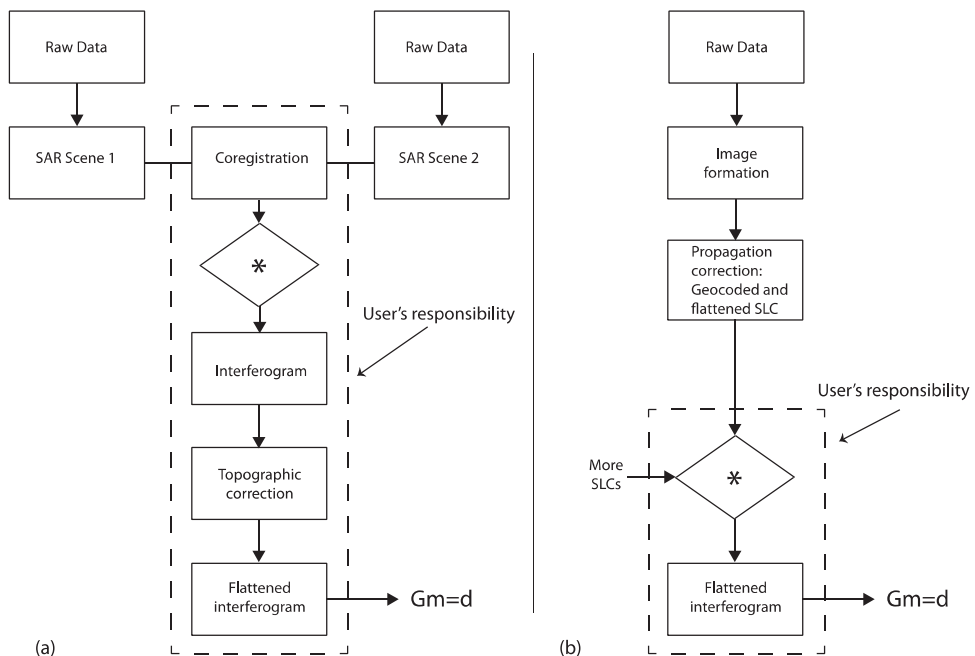 Raw Data
Raw Data
SAR Scene 1
Coregistration
SAR Scene 2
*
User's responsibility
Interferogram
Topographic
correction
Flattened
interferogram
Gm=d
(a)
Raw Data
Image
formation
Propagation
correction:
Geocoded and
flattened SLC
User's responsibility
More
SLCs
*
Flattened
interferogram
Gm=d
(b)